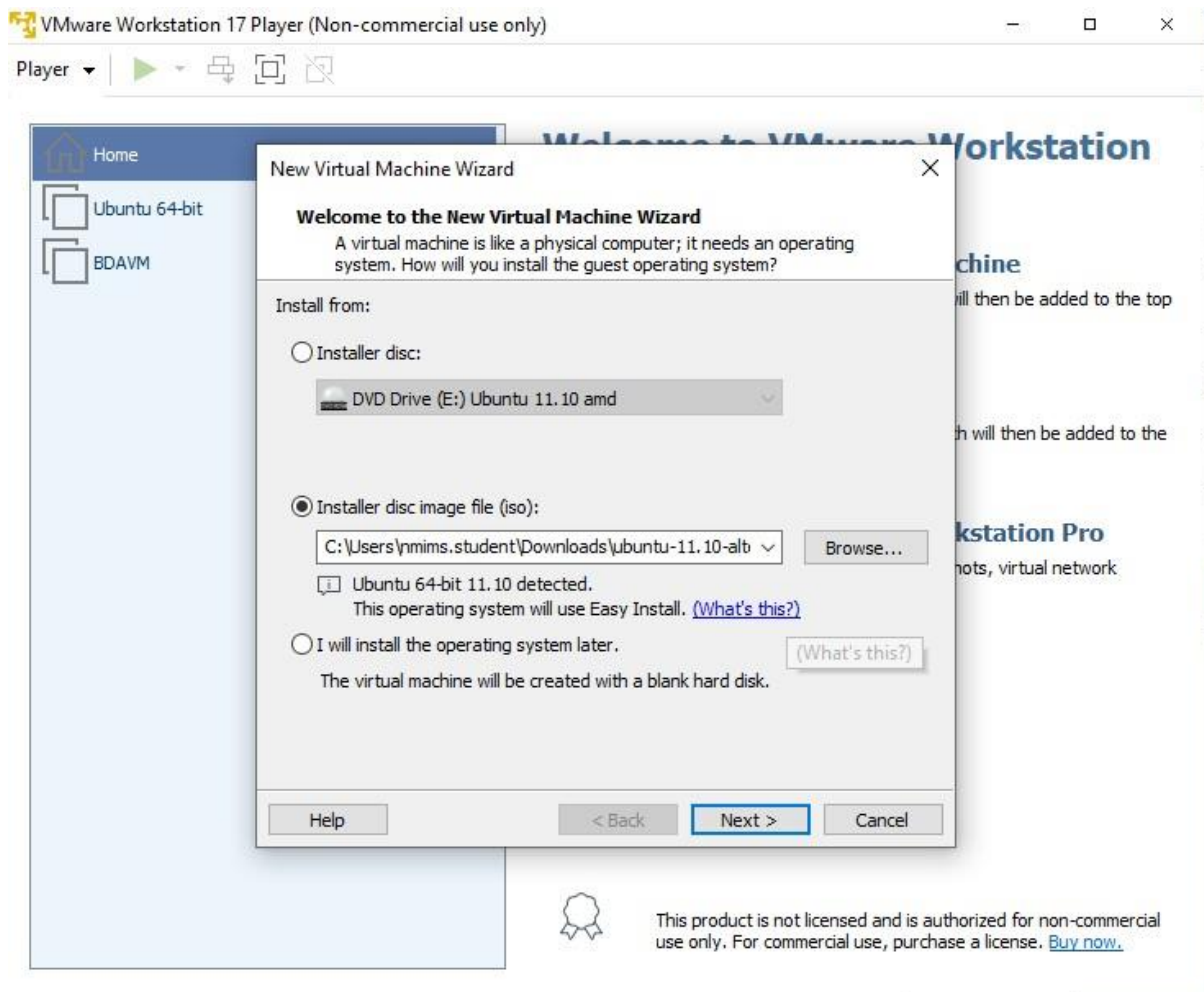 VMware Workstation 17 Player (Non-commercial use only)
Player
Home
Ubuntu 64-bit
BDAVM
Welcome to VMware Workstation
chine
ill then be added to the top
h will then be added to the
kstation Pro
hots, virtual network
New Virtual Machine Wizard
Welcome to the New Virtual Machine Wizard
A virtual machine is like a physical computer; it needs an operating
system. How will you install the guest operating system?
Install from:
Installer disc:
DVD Drive (E:) Ubuntu 11.10 amd
Installer disc image file (iso):
C:\Users\nmims.student\Downloads\ubuntu-11.10-alt
Browse...
Ubuntu 64-bit 11.10 detected.
This operating system will use Easy Install. (What's this?)
I will install the operating system later.
(What's this?)
The virtual machine will be created with a blank hard disk.
Help
< Back
Next >
Cancel
This product is not licensed and is authorized for non-commercial
use only. For commercial use, purchase a license. Buy now.